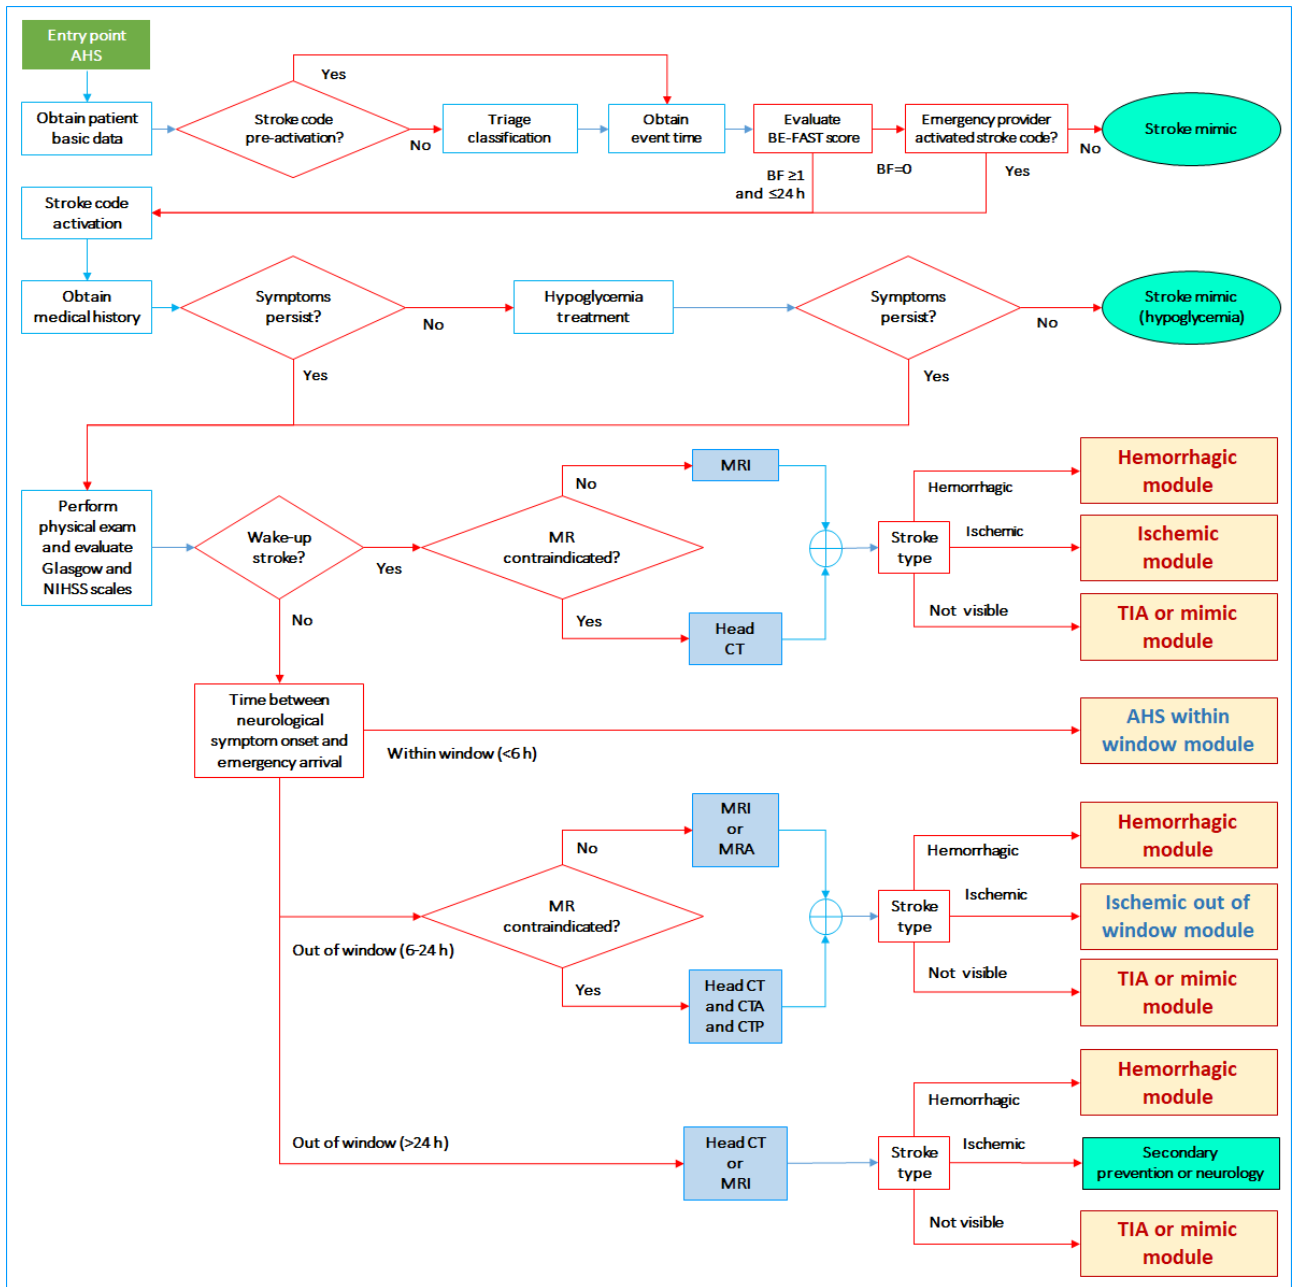 Entry point
AHS
Yes
Obtain patient
basic data
Stroke code
pre-activation?
No
Triage
classification
Obtain
event time
Evaluate
BE-FAST score
Emergency provider
activated stroke code?
No
Stroke mimic
BF ≥1
and ≤24 h
BF=0
Yes
Stroke code
activation
Obtain
medical history
Symptoms
persist?
No
Hypoglycemia
treatment
Symptoms
persist?
No
Stroke mimic
(hypoglycemia)
Yes
Yes
Perform
physical exam
and evaluate
Glasgow and
NIHSS scales
Wake-up
stroke?
Yes
No
MR
contraindicated?
No
MRI
Yes
Head
CT
Stroke
type
Hemorrhagic
Hemorrhagic
module
Ischemic
Ischemic
module
Not visible
TIA or mimic
module
Time between
neurological
symptom onset and
emergency arrival
Within window (<6 h)
AHS within
window module
Out of window (6-24 h)
MR
contraindicated?
No
MRI
or
MRA
Yes
Head CT
and CTA
and CTP
Stroke
type
Hemorrhagic
Hemorrhagic
module
Ischemic
Ischemic out of
window module
Not visible
TIA or mimic
module
Out of window (>24 h)
Head CT
or
MRI
Stroke
type
Hemorrhagic
Hemorrhagic
module
Ischemic
Secondary
prevention or neurology
Not visible
TIA or mimic
module